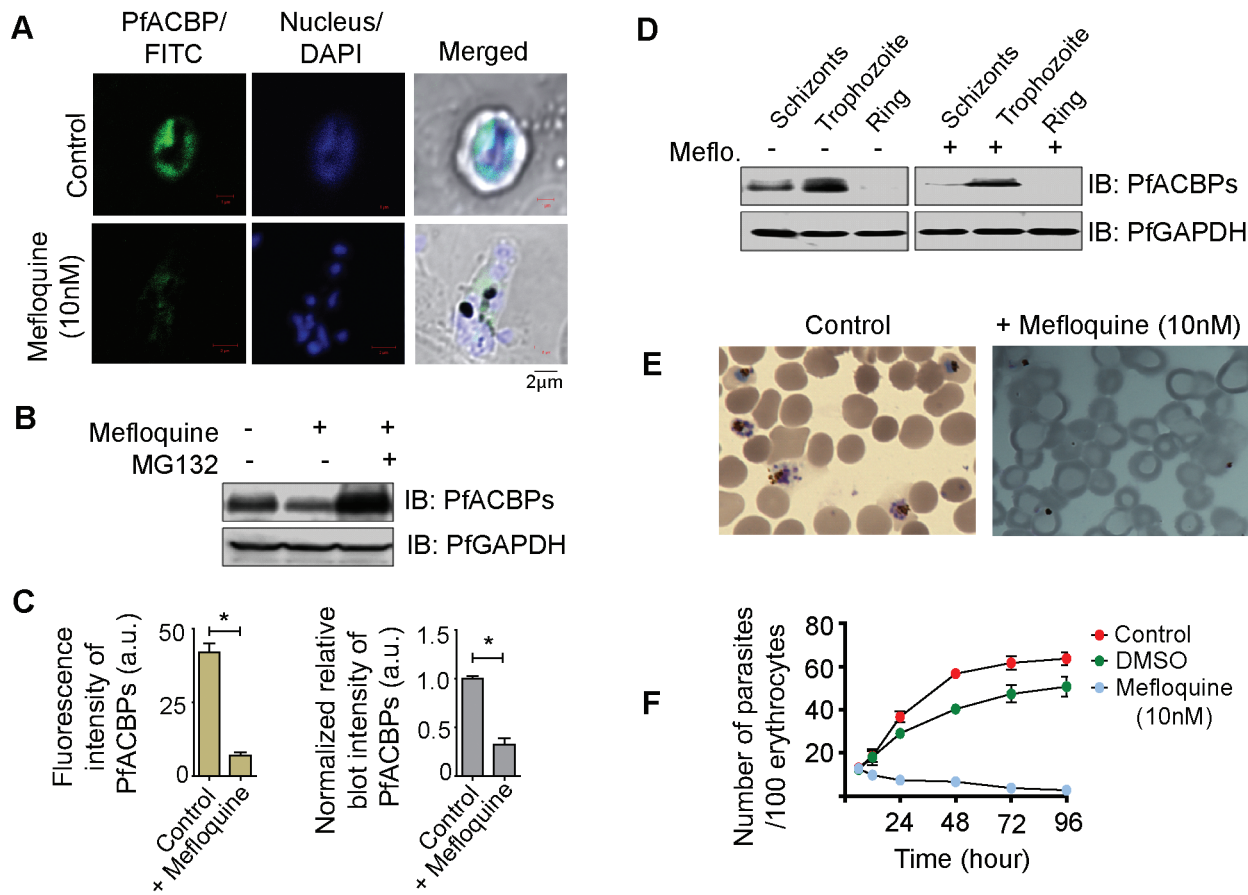 A
PfACBP/
FITC
Nucleus/
DAPI
Merged
Control
Mefloquine
(10nM)
2µm
B
Mefloquine - + +
MG132 - - +
IB: PfACBPs
IB: PfGAPDH
C
Fluorescence
intensity of
PfACBPs (a.u.)
50
25
0
*
Control
+ Mefloquine
Normalized relative
blot intensity of
PfACBPs (a.u.)
1.5
1.0
0.5
0.0
*
Control
+ Mefloquine
D
Schizonts
Trophozoite
Ring
Schizonts
Trophozoite
Ring
Meflo. - - - + + +
IB: PfACBPs
IB: PfGAPDH
E
Control
+ Mefloquine (10nM)
F
Number of parasites
/100 erythrocytes
80
60
40
20
24 48 72 96
Time (hour)
Control
DMSO
Mefloquine
(10nM)